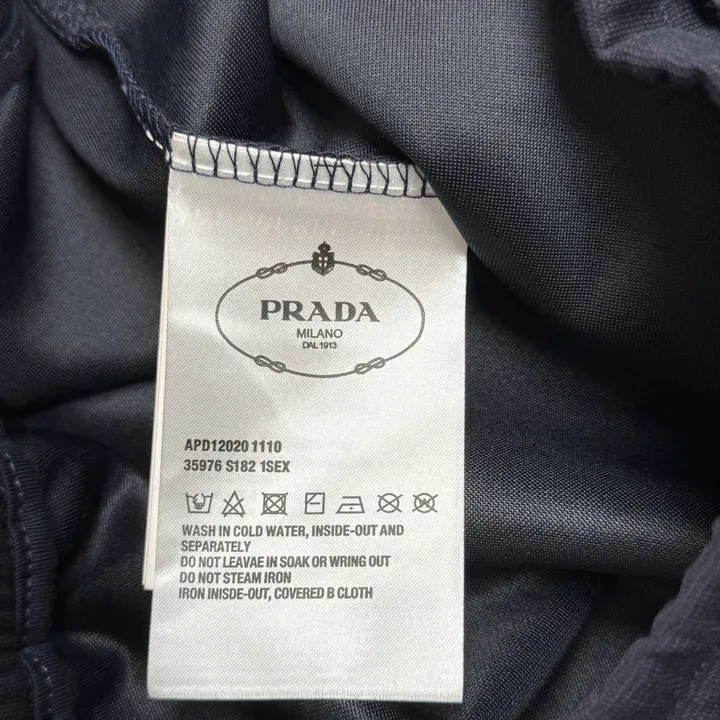 PRADA
MILANO
DAL 1913
APD12020 1110
35976 S182 1SEX
WASH IN COLD WATER, INSIDE-OUT AND
SEPARATELY
DO NOT LEAVAE IN SOAK OR WRING OUT
DO NOT STEAM IRON
IRON INISDE-OUT, COVERED B CLOTH